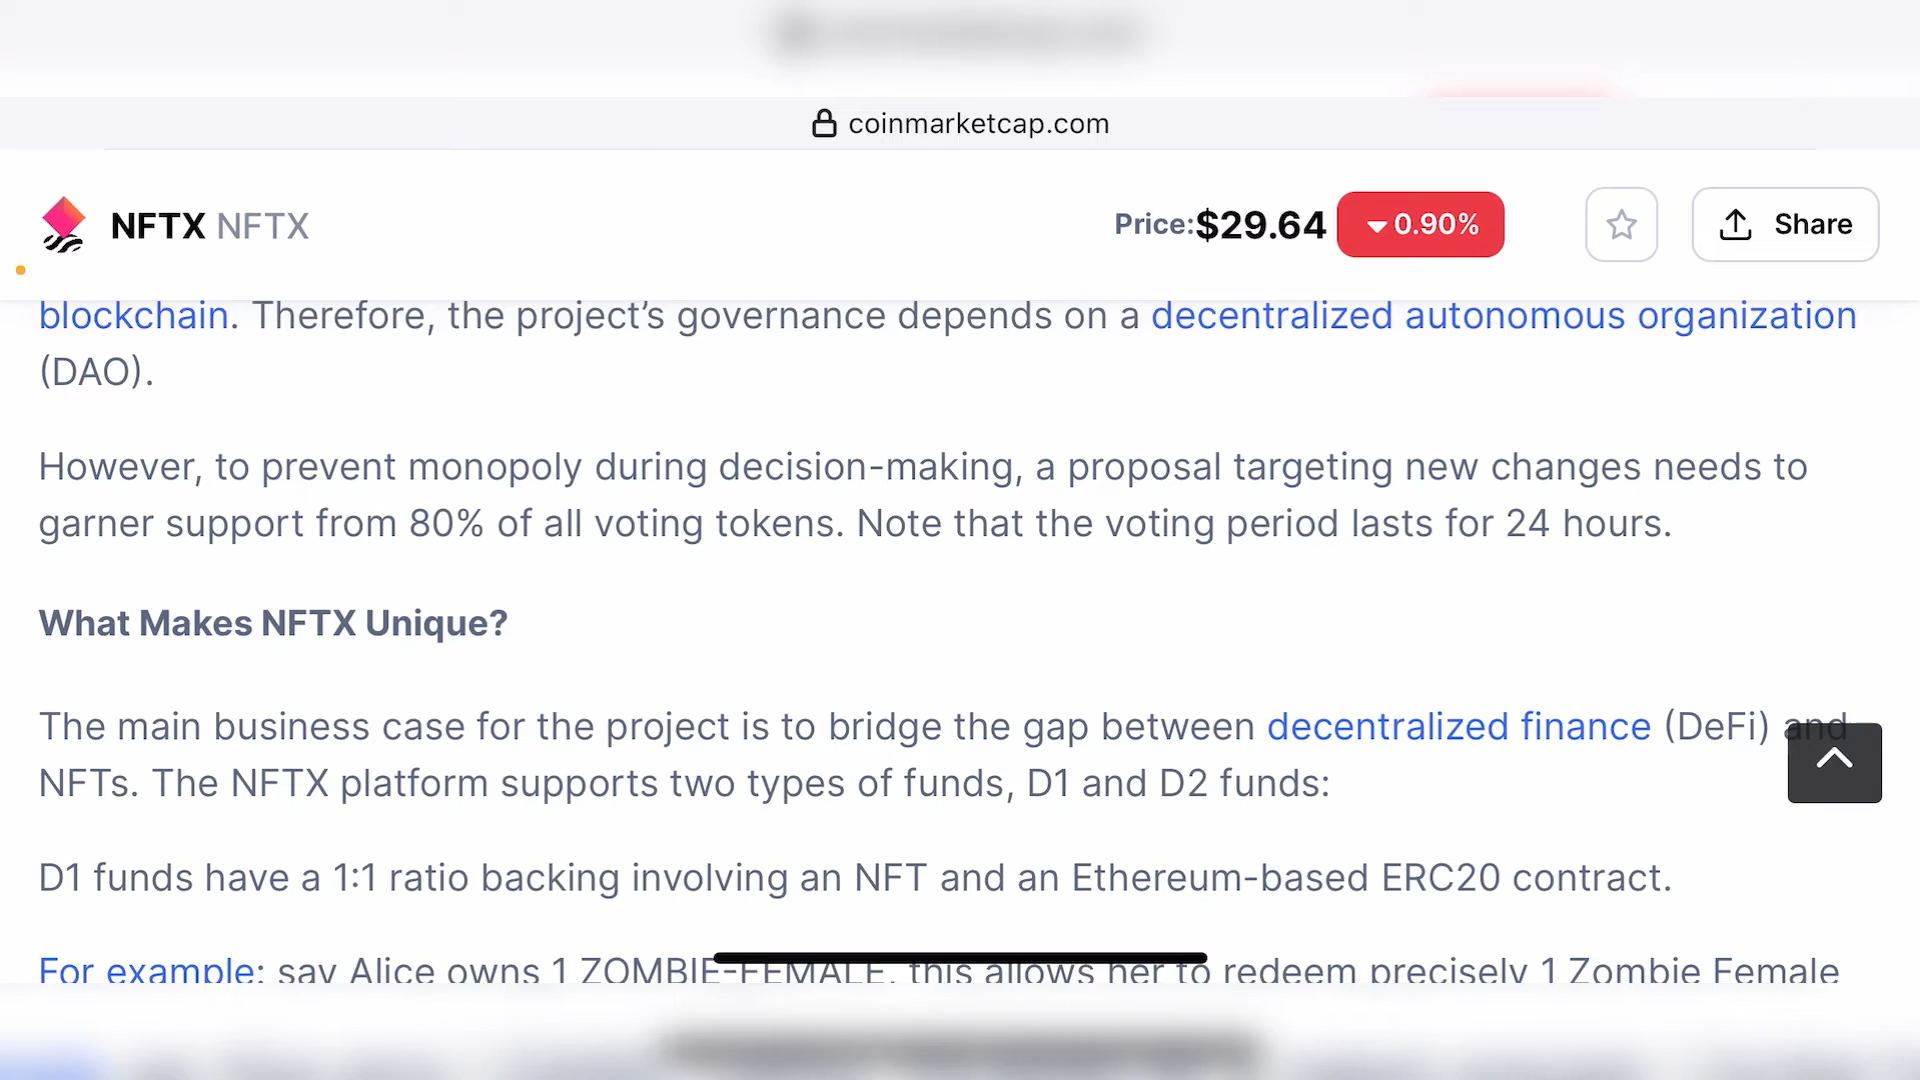 coinmarketcap.com
NFTX NFTX
Price:$29.64 0.90% Share
blockchain. Therefore, the project’s governance depends on a decentralized autonomous organization
(DAO).
However, to prevent monopoly during decision-making, a proposal targeting new changes needs to
garner support from 80% of all voting tokens. Note that the voting period lasts for 24 hours.
What Makes NFTX Unique?
The main business case for the project is to bridge the gap between decentralized finance (DeFi) and
NFTs. The NFTX platform supports two types of funds, D1 and D2 funds:
D1 funds have a 1:1 ratio backing involving an NFT and an Ethereum-based ERC20 contract.
For example: say Alice owns 1 ZOMBIE-FEMALE, this allows her to redeem precisely 1 Zombie Female